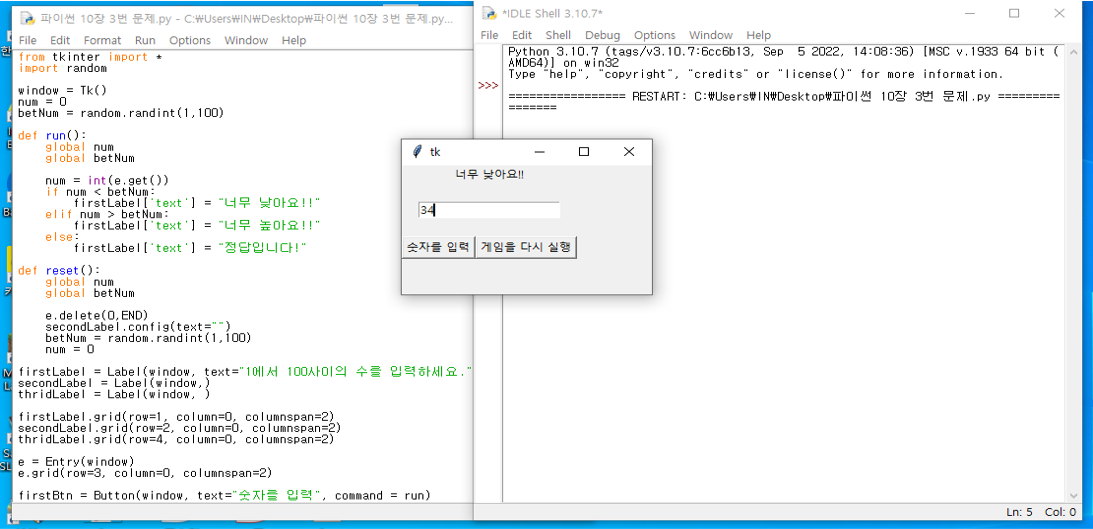 파이썬 10장 3번 문제.py - C:₩Users₩IN₩Desktop₩파이썬 10장 3번 문제.py...
File Edit Format Run Options Window Help
from tkinter import *
import random
window = Tk()
num = 0
betNum = random.randint(1,100)
def run():
global num
global betNum
num = int(e.get())
if num < betNum:
firstLabel['text'] = "너무 낮아요!!"
elif num > betNum:
firstLabel['text'] = "너무 높아요!!"
else:
firstLabel['text'] = "정답입니다!"
def reset():
global num
global betNum
e.delete(0,END)
secondLabel.config(text="")
betNum = random.randint(1,100)
num = 0
firstLabel = Label(window, text="1에서 100사이의 수를 입력하세요."
secondLabel = Label(window,)
thridLabel = Label(window, )
firstLabel.grid(row=1, column=0, columnspan=2)
secondLabel.grid(row=2, column=0, columnspan=2)
thridLabel.grid(row=4, column=0, columnspan=2)
e = Entry(window)
e.grid(row=3, column=0, columnspan=2)
firstBtn = Button(window, text="숫자를 입력", command = run)
tk
너무 낮아요!!
34
숫자를 입력 게임을 다시 실행
*IDLE Shell 3.10.7*
File Edit Shell Debug Options Window Help
Python 3.10.7 (tags/v3.10.7:6cc6b13, Sep 5 2022, 14:08:36) [MSC v.1933 64 bit (
AMD64)] on win32
Type "help", "copyright", "credits" or "license()" for more information.
>>>
================= RESTART: C:₩Users₩IN₩Desktop₩파이썬 10장 3번 문제.py =========
=======
Ln: 5 Col: 0